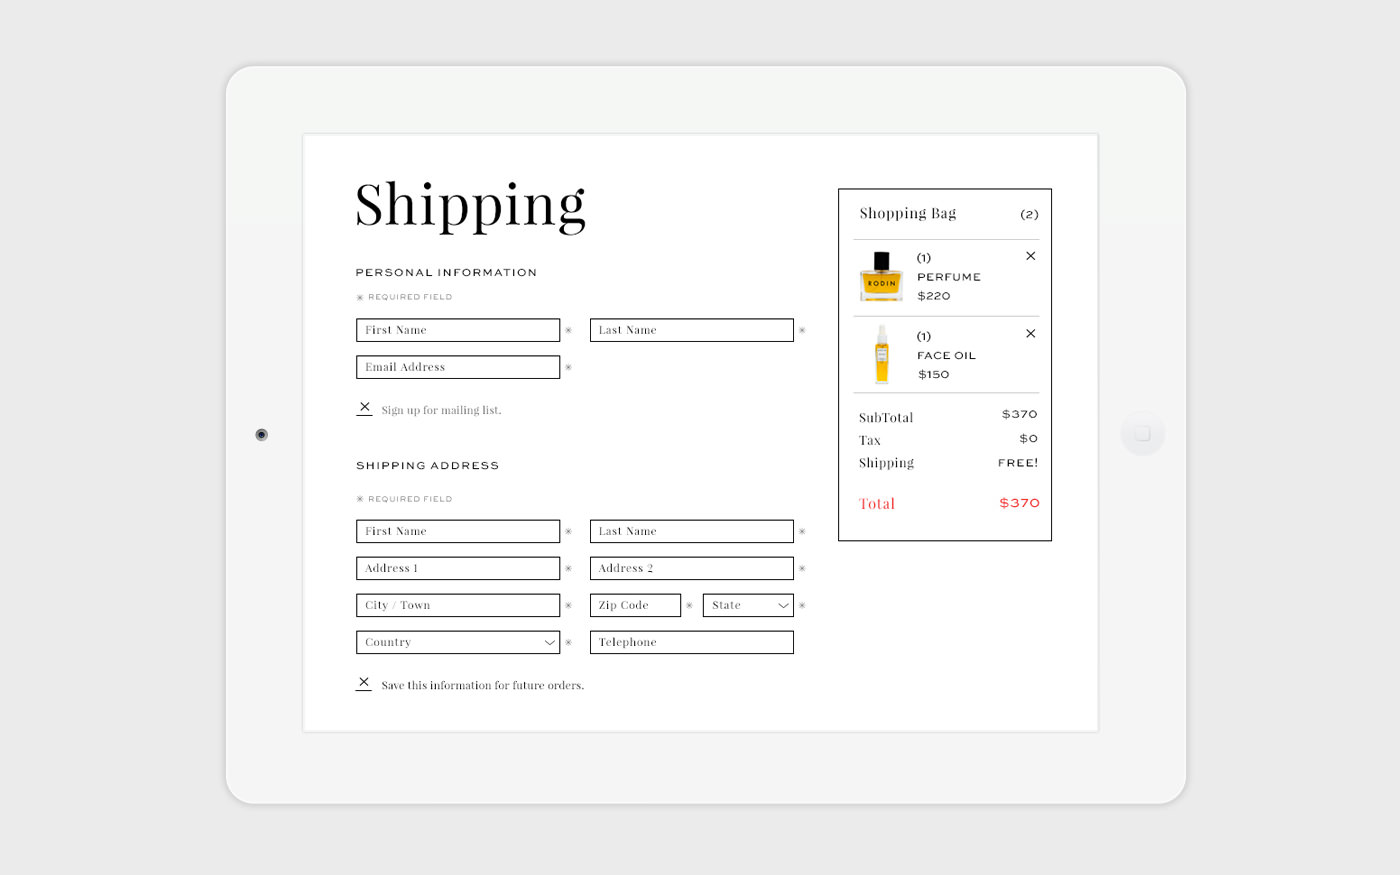 Shipping
PERSONAL INFORMATION
✳ REQUIRED FIELD
First Name ✳ Last Name ✳
Email Address ✳
✕ Sign up for mailing list.
SHIPPING ADDRESS
✳ REQUIRED FIELD
First Name ✳ Last Name ✳
Address 1 ✳ Address 2 ✳
City / Town ✳ Zip Code ✳ State ✳
Country ✳ Telephone
✕ Save this information for future orders.
Shopping Bag (2)
RODIN
(1)
PERFUME
$220
(1)
FACE OIL
$150
SubTotal $370
Tax $0
Shipping FREE!
Total $370